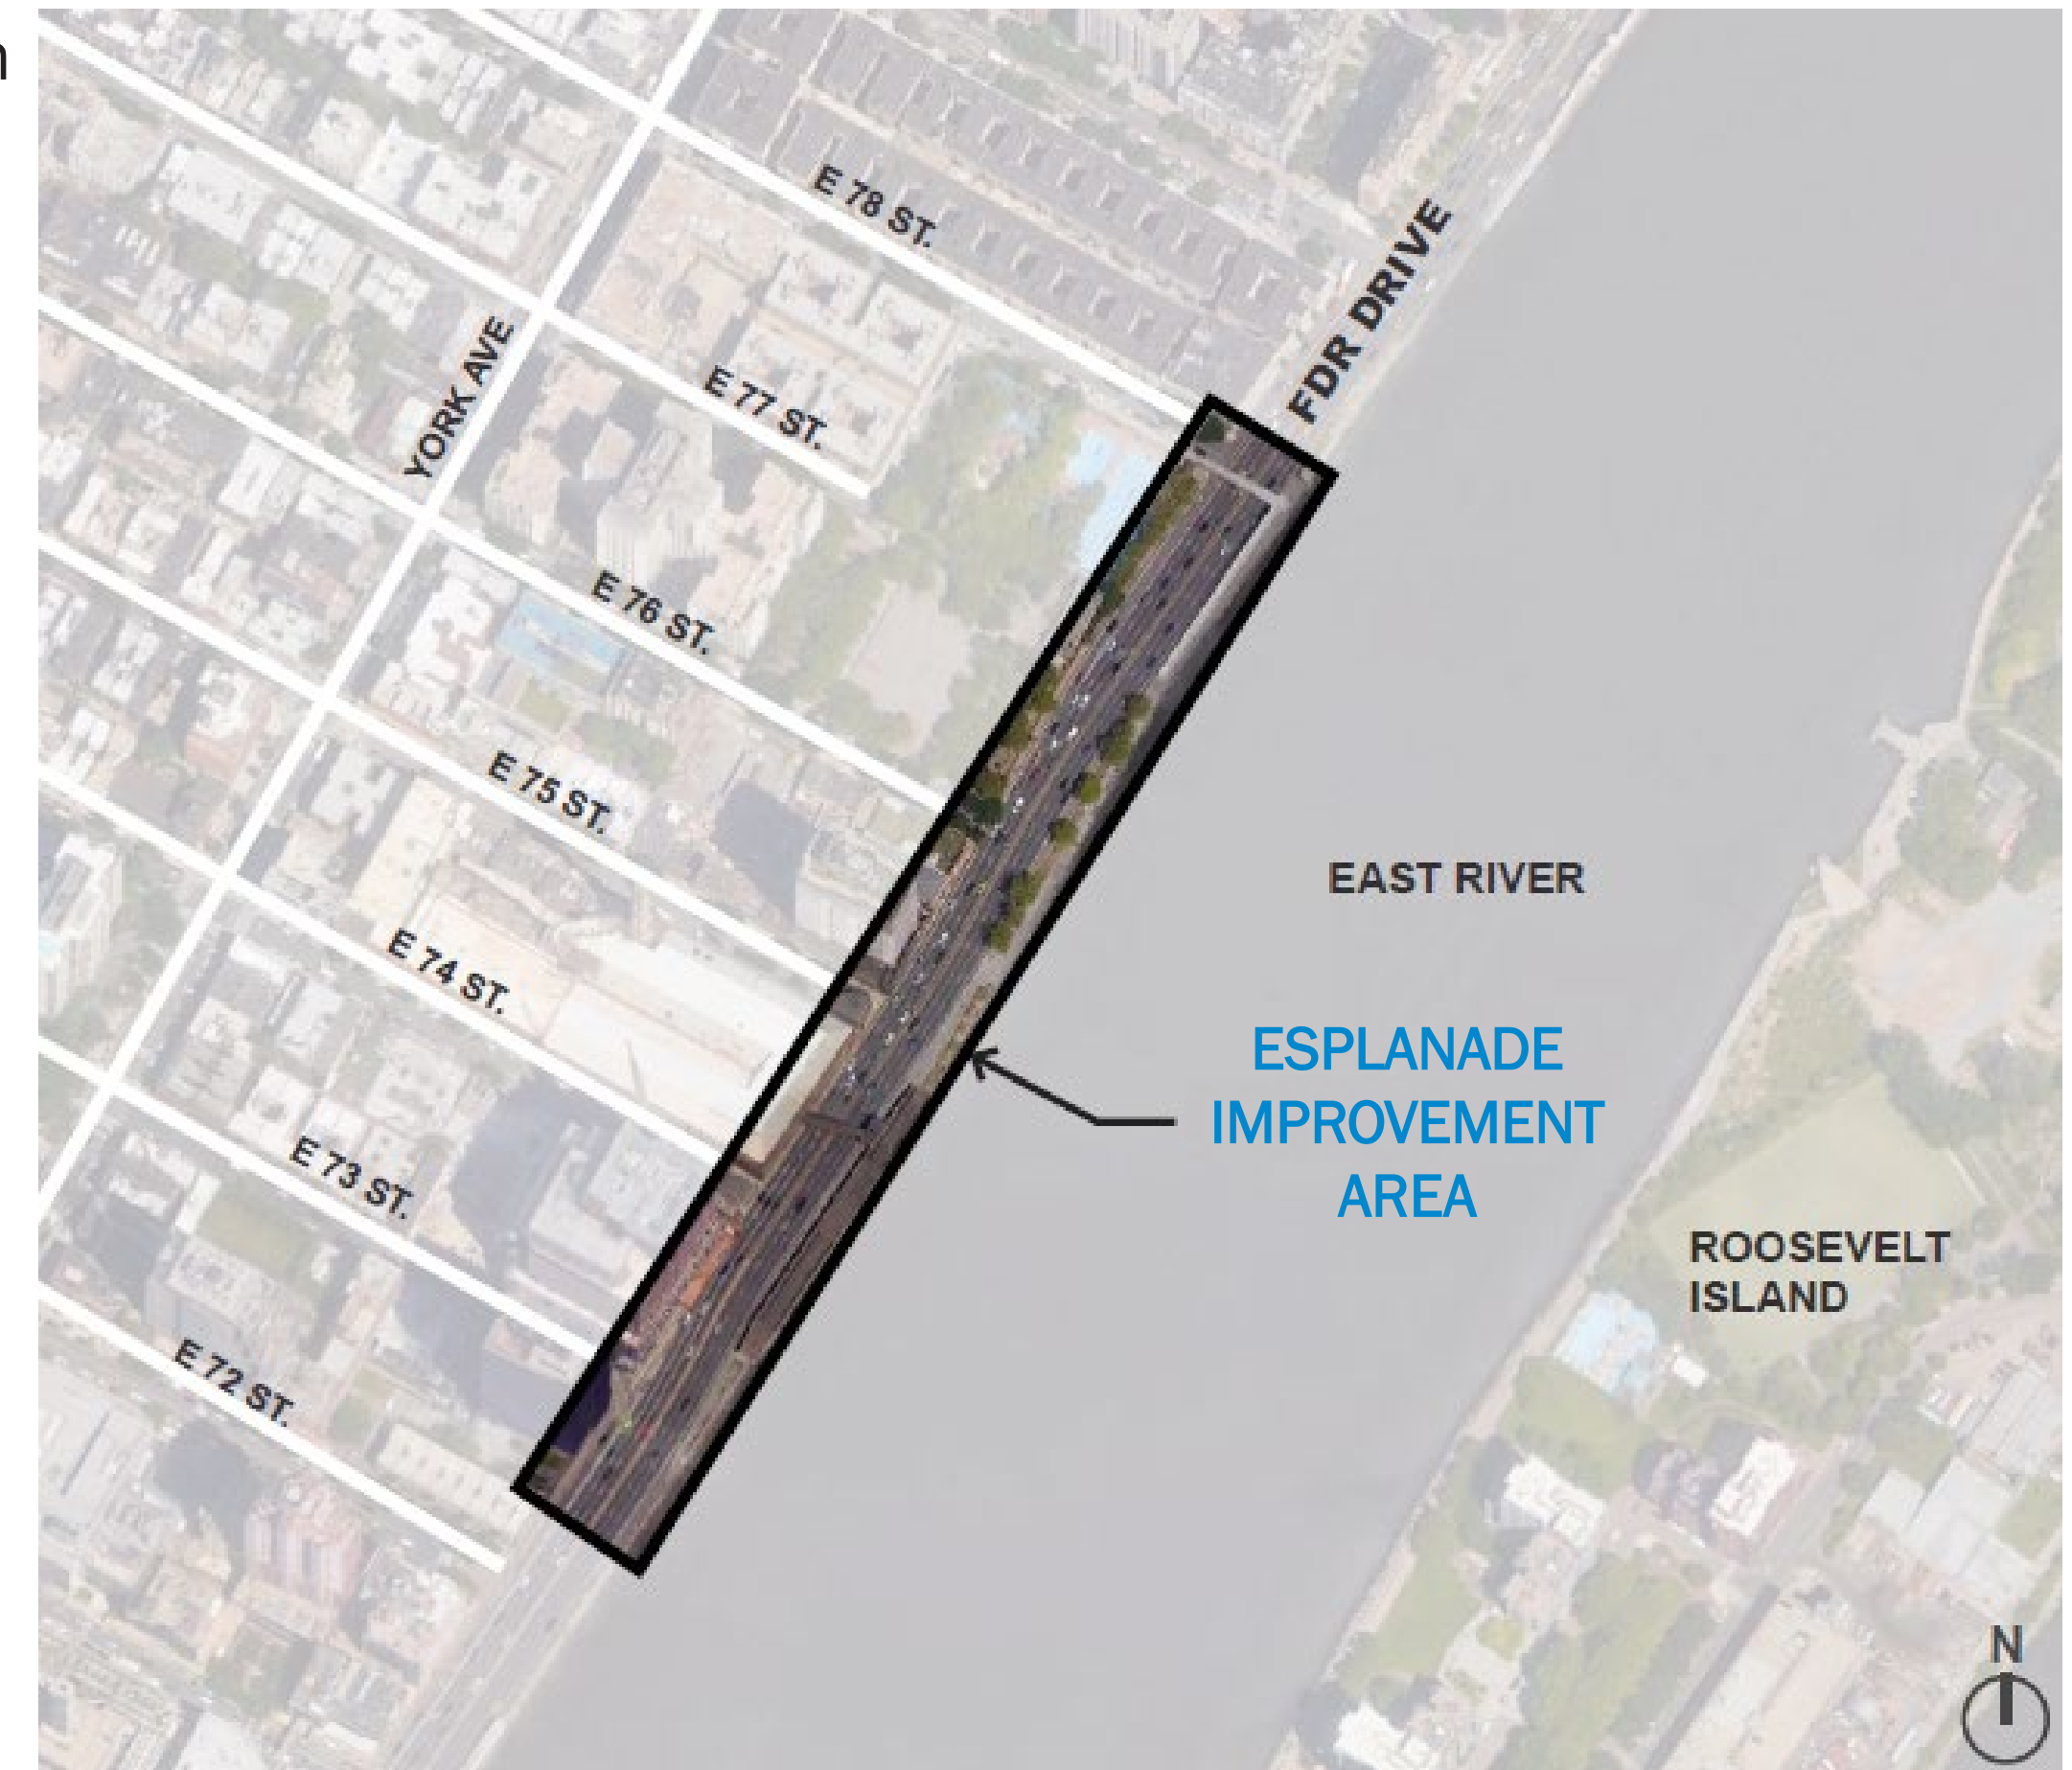 E 78 ST.
FDR DRIVE
YORK AVE
E 77 ST.
E 76 ST.
E 75 ST.
EAST RIVER
E 74 ST.
ESPLANADE
IMPROVEMENT
AREA
E 73 ST.
ROOSEVELT
ISLAND
E 72 ST.
N